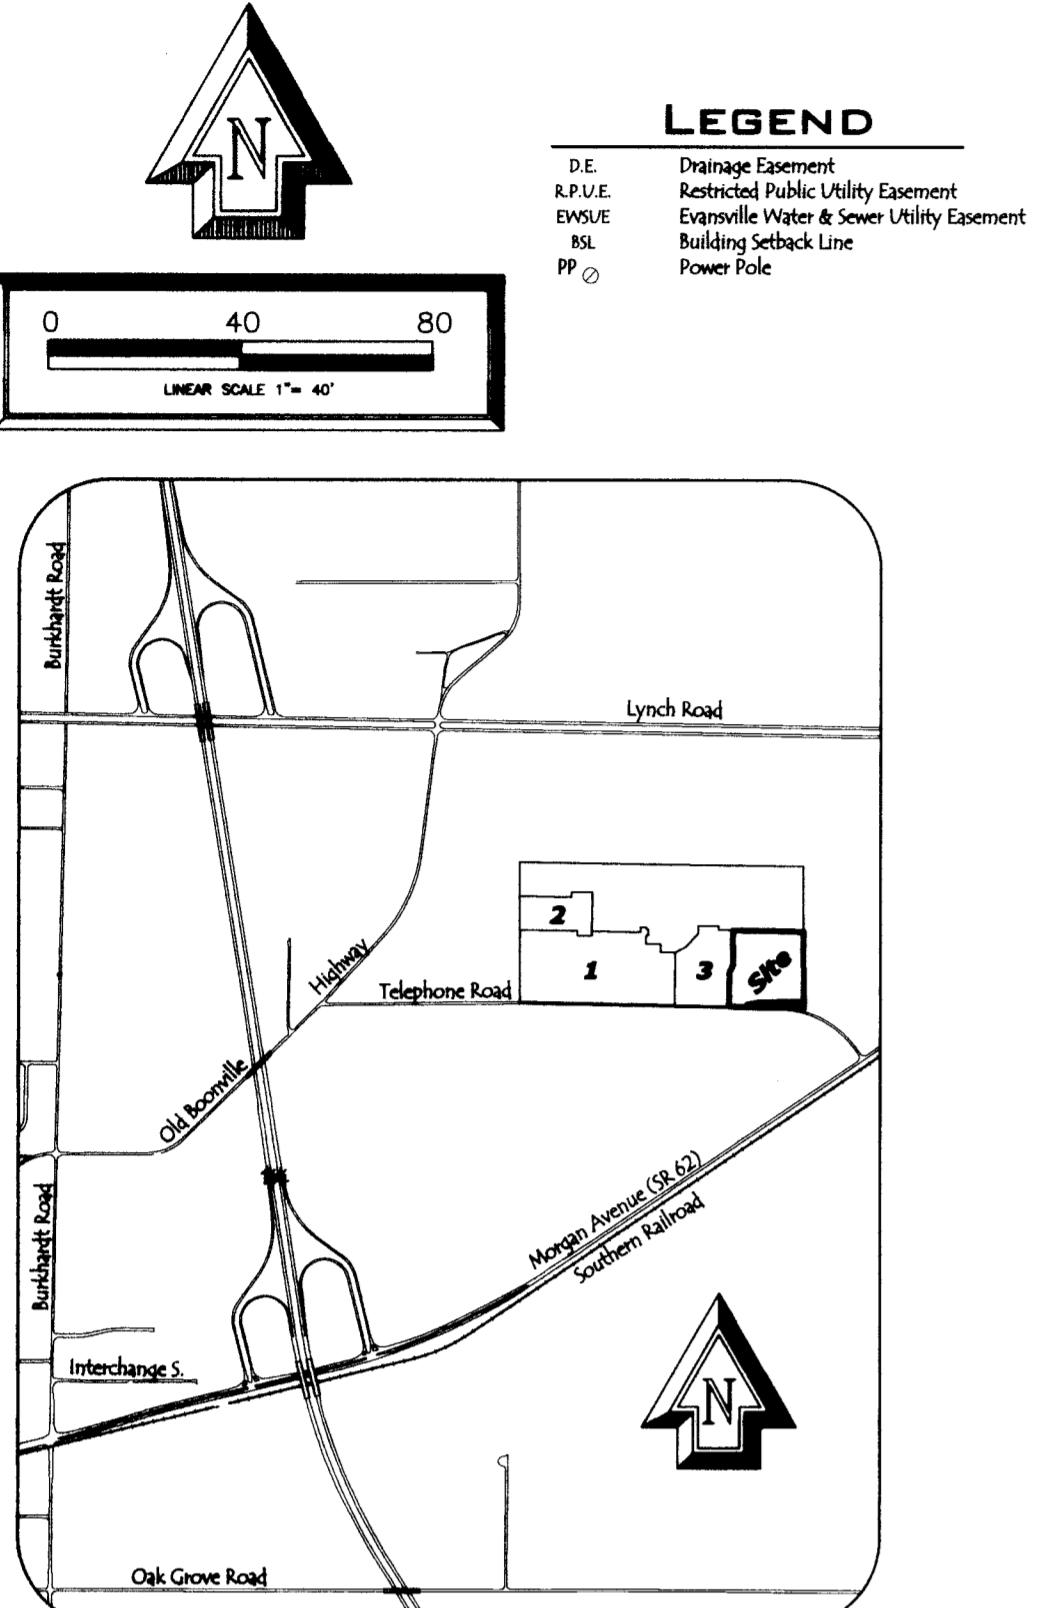 N
LEGEND
D.E. Drainage Easement
R.P.U.E. Restricted Public Utility Easement
EWSUE Evansville Water & Sewer Utility Easement
BSL Building Setback Line
PP Power Pole
0 40 80
LINEAR SCALE 1"= 40'
Burkhardt Road
Lynch Road
2
1
3
Site
Highway
Telephone Road
Old Boonville
Morgan Avenue (SR 62)
Southern Railroad
Burkhardt Road
Interchange S.
N
Oak Grove Road